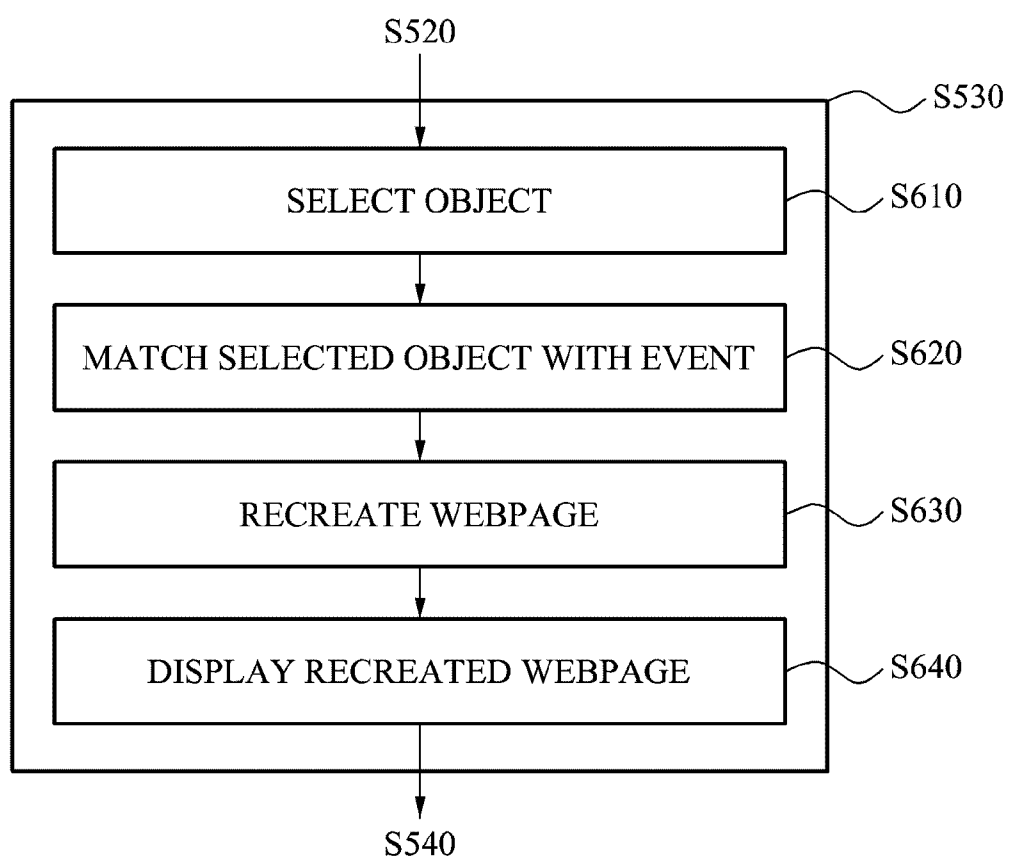 S520
S530
SELECT OBJECT
S610
MATCH SELECTED OBJECT WITH EVENT
S620
RECREATE WEBPAGE
S630
DISPLAY RECREATED WEBPAGE
S640
S540